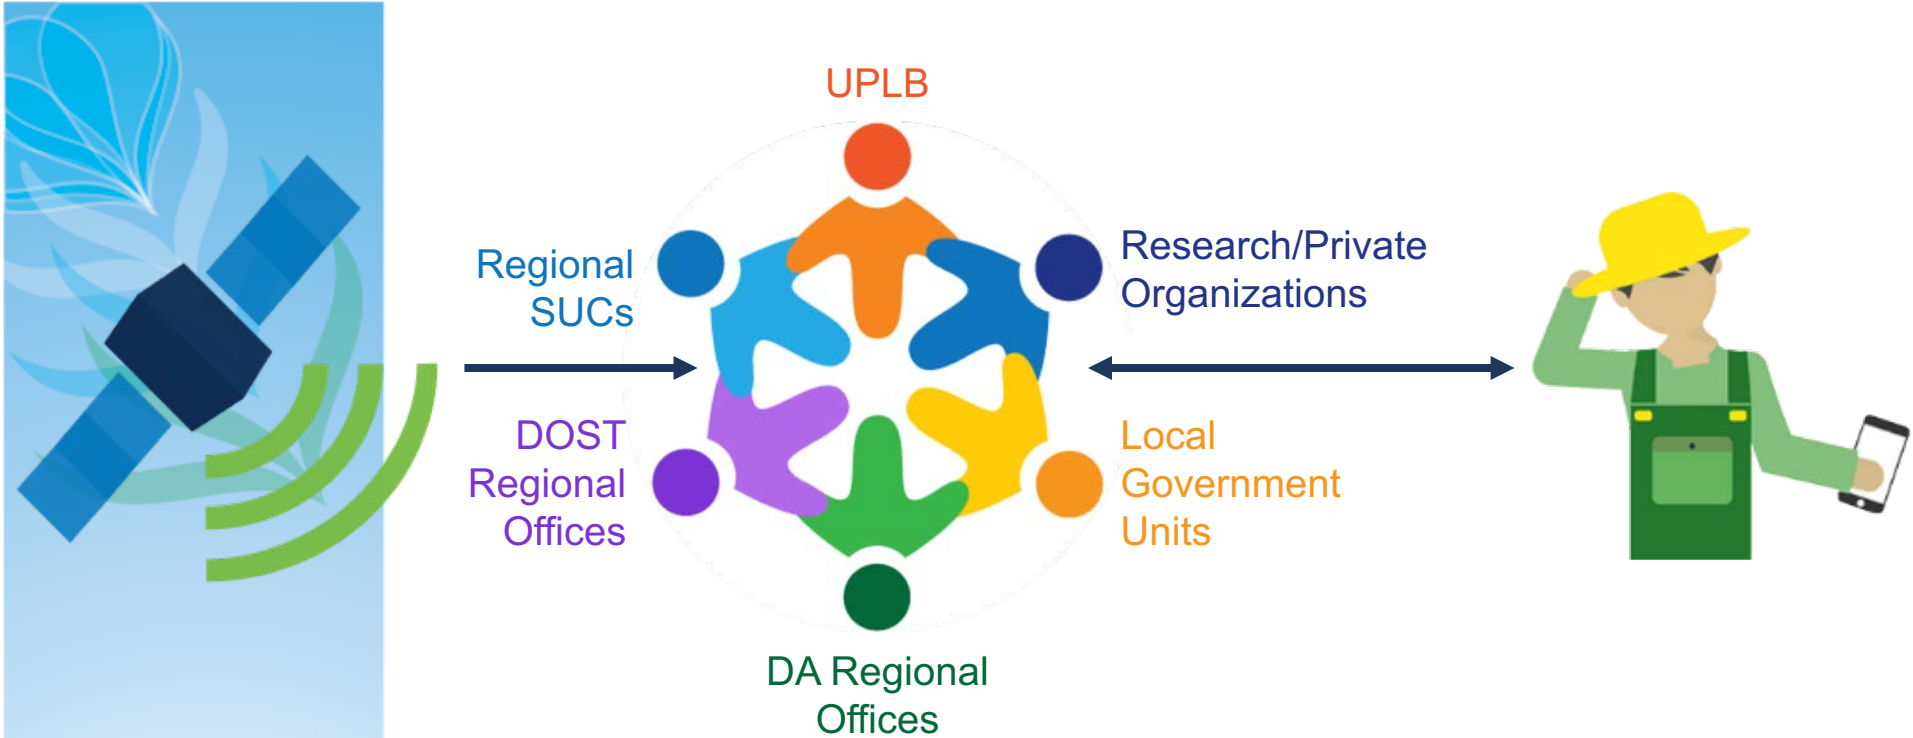 UPLB
Regional
SUCs
Research/Private
Organizations
DOST
Regional
Offices
Local
Government
Units
DA Regional
Offices